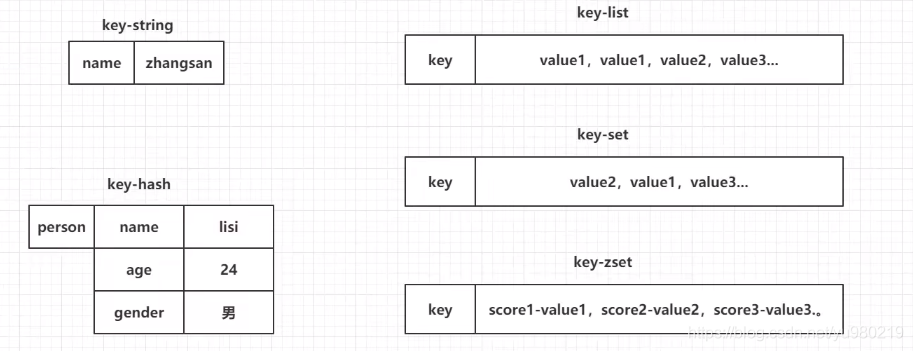 key-string
name zhangsan
key-hash
person name lisi
age 24
gender 男
key-list
key value1，value1，value2，value3...
key-set
key value2，value1，value3...
key-zset
key score1-value1，score2-value2，score3-value3.。
https://blog.csdn.net/yu980219